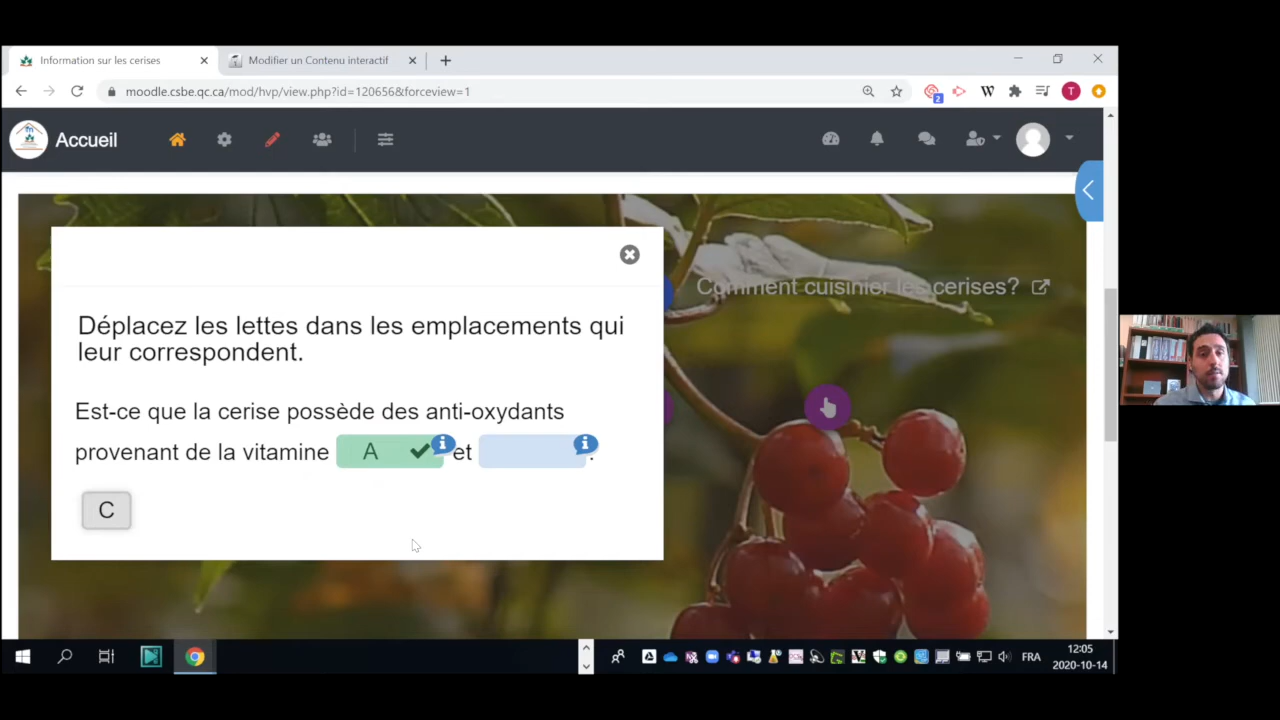 Information sur les cerises
Modifier un Contenu interactif
moodle.csbe.qc.ca/mod/hvp/view.php?id=120656&forceview=1
2
T
Accueil
Comment cuisinier les cerises?
Déplacez les lettes dans les emplacements qui
leur correspondent.
Est-ce que la cerise possède des anti-oxydants
provenant de la vitamine A et .
C
FRA
12:05
2020-10-14